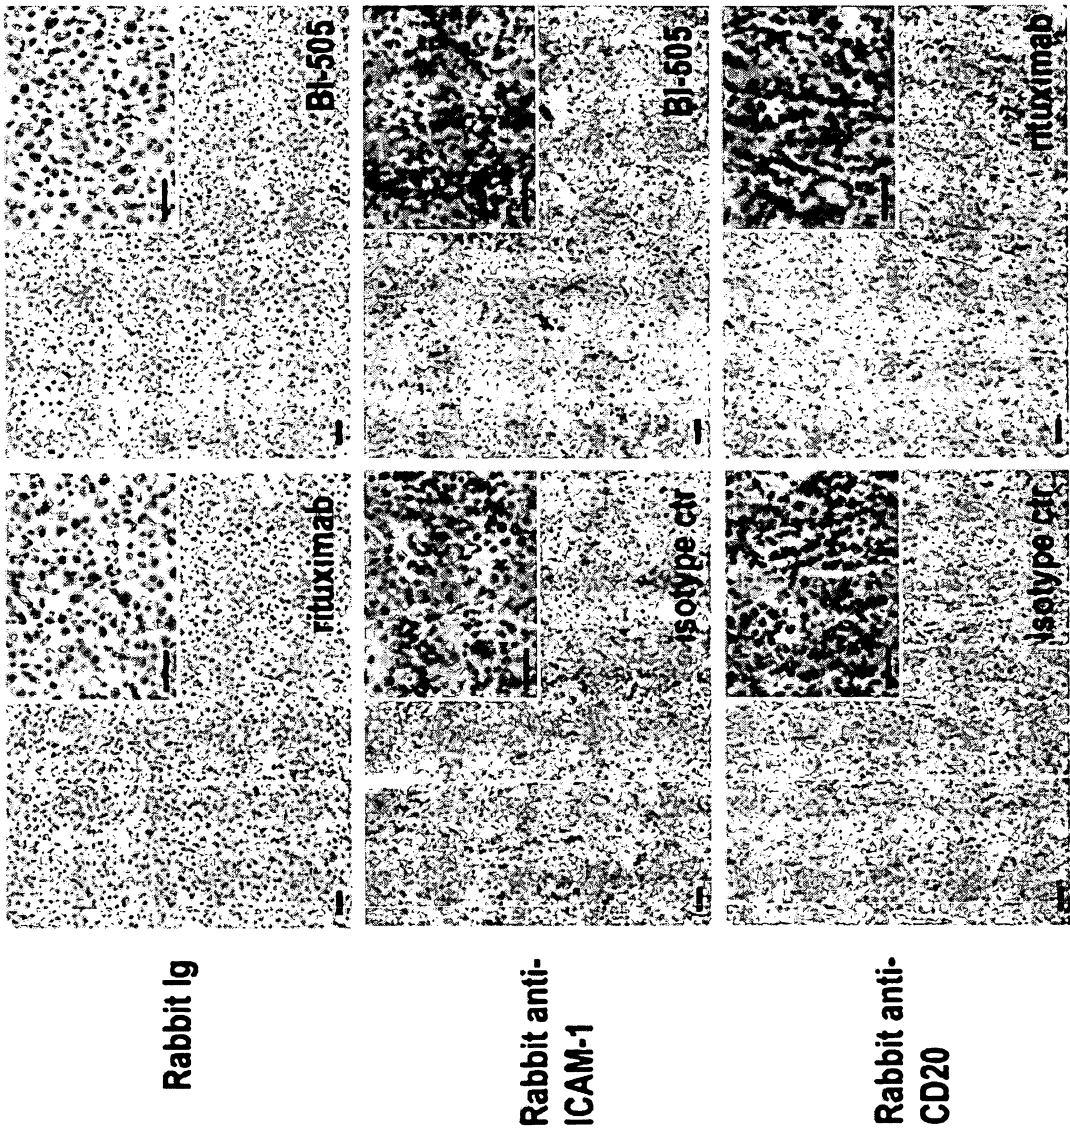 Rabbit Ig
rituximab
BI-505
Rabbit anti-
ICAM-1
Isotype ctr
BI-505
Rabbit anti-
CD20
Isotype ctr
rituximab